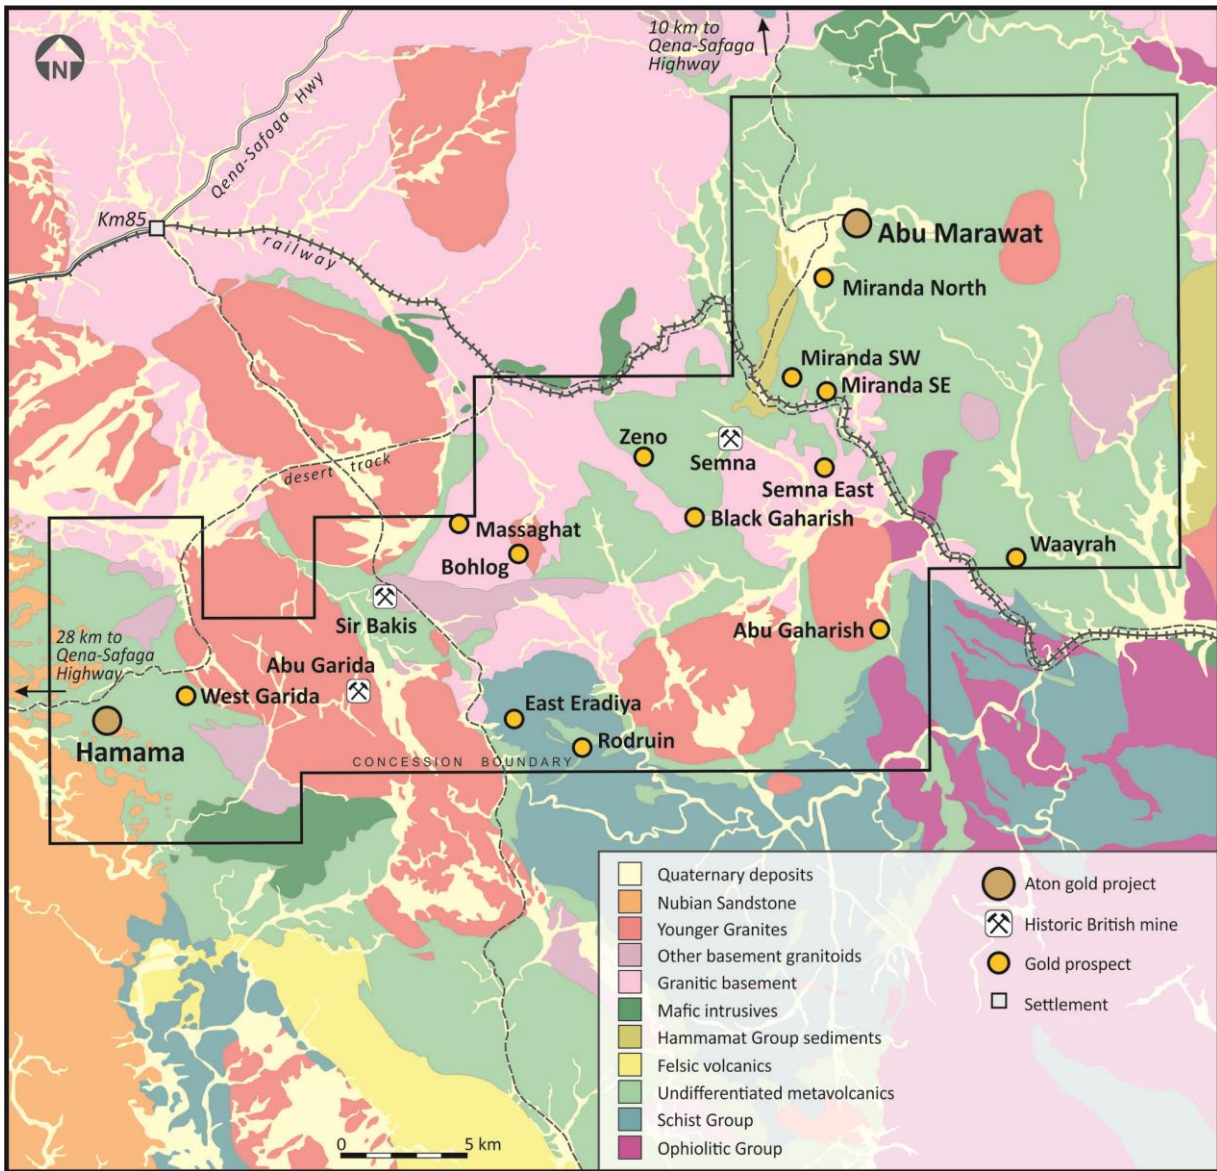 10 km to
Qena-Safaga
Highway
N
Qena-Safoga Hwy
Km85
railway
Abu Marawat
Miranda North
Miranda SW
Miranda SE
Zeno
Semna
desert track
Semna East
Massaghat
Black Gaharish
Bohlog
Waayrah
Sir Bakis
28 km to
Qena-Safaga
Highway
Abu Gaharish
Abu Garida
West Garida
East Eradiya
Hamama
Rodruin
CONCESSION BOUNDARY
Quaternary deposits
Nubian Sandstone
Younger Granites
Other basement granitoids
Granitic basement
Mafic intrusives
Hammamat Group sediments
Felsic volcanics
Undifferentiated metavolcanics
Schist Group
Ophiolitic Group
Aton gold project
Historic British mine
Gold prospect
Settlement
0 5 km